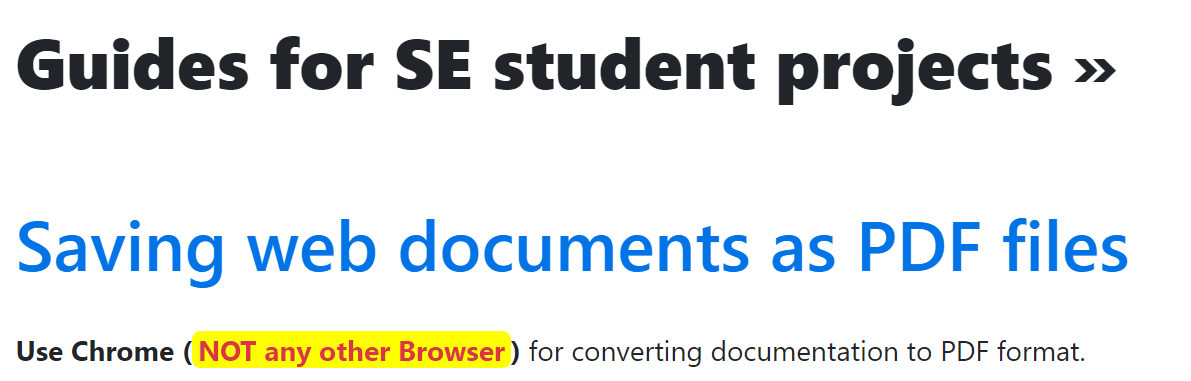 Guides for SE student projects »
Saving web documents as PDF files
Use Chrome (NOT any other Browser) for converting documentation to PDF format.